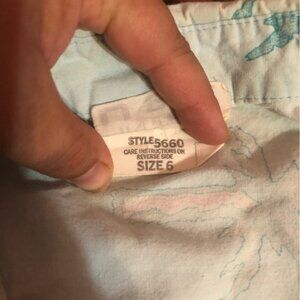 STYLE 5660
CARE INSTRUCTIONS ON
REVERSE SIDE
SIZE 6